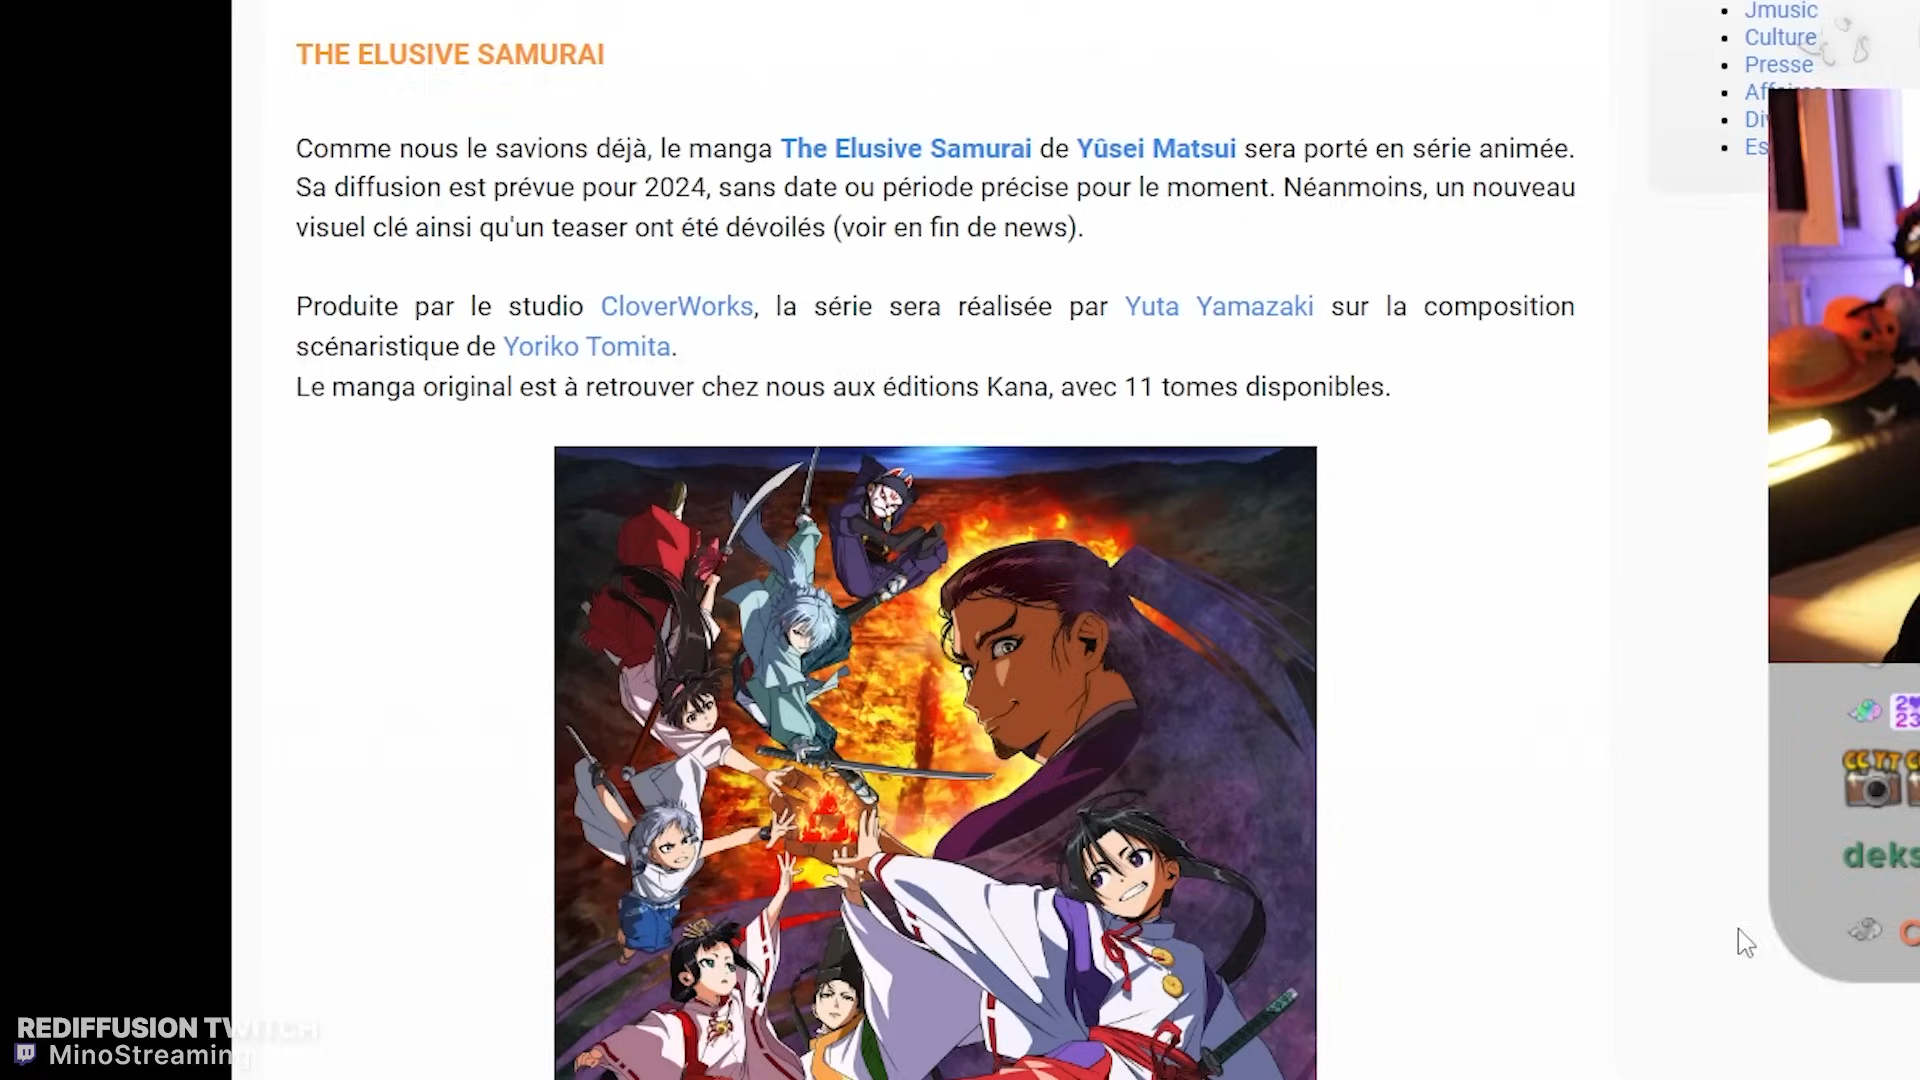 THE ELUSIVE SAMURAI
Comme nous le savions déjà, le manga The Elusive Samurai de Yûsei Matsui sera porté en série animée.
Sa diffusion est prévue pour 2024, sans date ou période précise pour le moment. Néanmoins, un nouveau
visuel clé ainsi qu'un teaser ont été dévoilés (voir en fin de news).
Produite par le studio CloverWorks, la série sera réalisée par Yuta Yamazaki sur la composition
scénaristique de Yoriko Tomita.
Le manga original est à retrouver chez nous aux éditions Kana, avec 11 tomes disponibles.
Jmusic
Culture
Presse
REDIFFUSION TWITCH
MinoStreaming